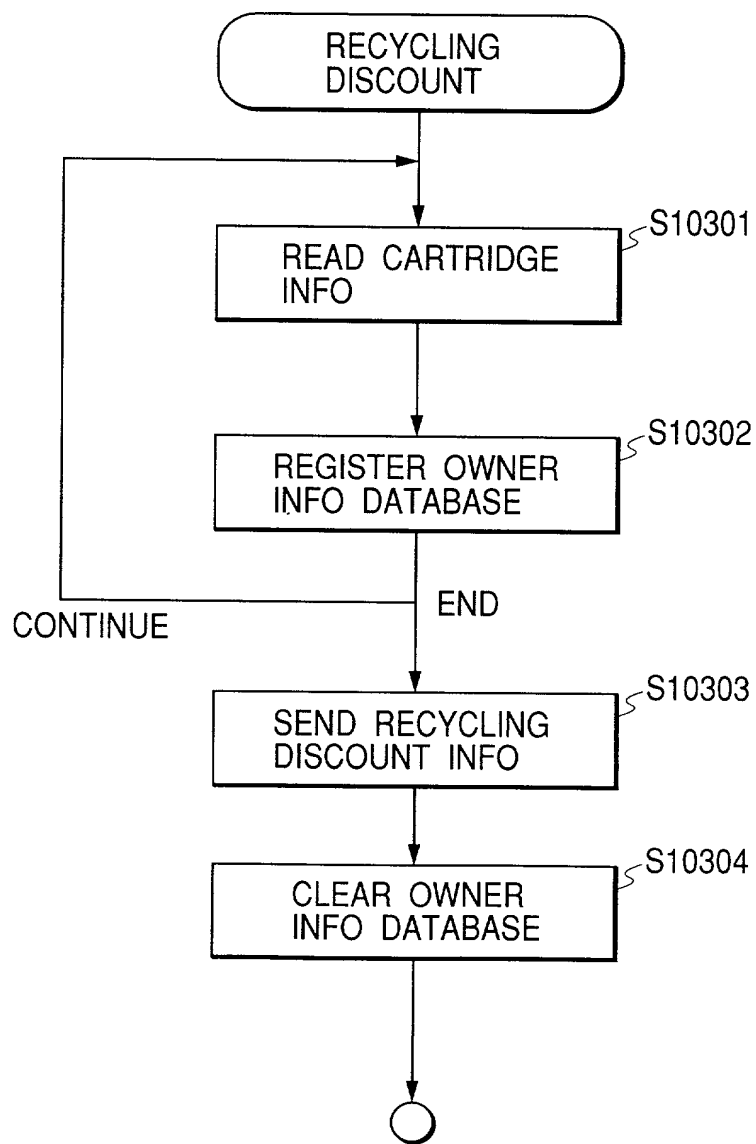 RECYCLING
DISCOUNT
S10301
READ CARTRIDGE
INFO
S10302
REGISTER OWNER
INFO DATABASE
CONTINUE
END
S10303
SEND RECYCLING
DISCOUNT INFO
S10304
CLEAR OWNER
INFO DATABASE